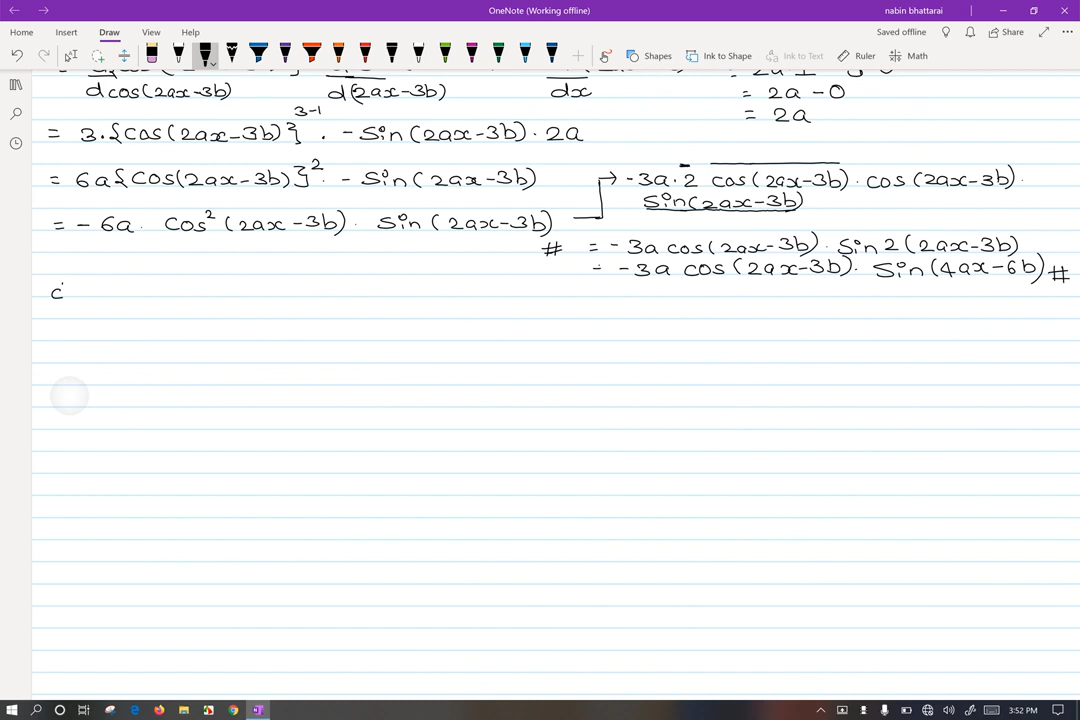 OneNote (Working offline)
nabin bhattarai
Home Insert Draw View Help
Saved offline
Share
Shapes
Ink to Shape
Ink to Text
Ruler
Math
dcos(2ax-3b) d(2ax-3b) dx
= 2a - 0
= 2a
= 3.{cos(2ax-3b)}^3-1 . -Sin(2ax-3b) . 2a
= 6a{cos(2ax-3b)}^2 . -Sin(2ax-3b)
= -6a . cos^2(2ax-3b) . Sin(2ax-3b) #
→ -3a.2 cos(2ax-3b) . cos(2ax-3b) .
Sin(2ax-3b)
= -3a cos(2ax-3b) . Sin 2(2ax-3b)
= -3a cos(2ax-3b) . Sin(4ax-6b) #
3:52 PM